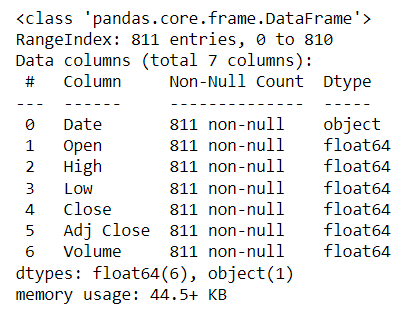 <class 'pandas.core.frame.DataFrame'>
RangeIndex: 811 entries, 0 to 810
Data columns (total 7 columns):
 #   Column     Non-Null Count  Dtype
---  ------     --------------  -----
 0   Date       811 non-null    object
 1   Open       811 non-null    float64
 2   High       811 non-null    float64
 3   Low        811 non-null    float64
 4   Close      811 non-null    float64
 5   Adj Close  811 non-null    float64
 6   Volume     811 non-null    float64
dtypes: float64(6), object(1)
memory usage: 44.5+ KB